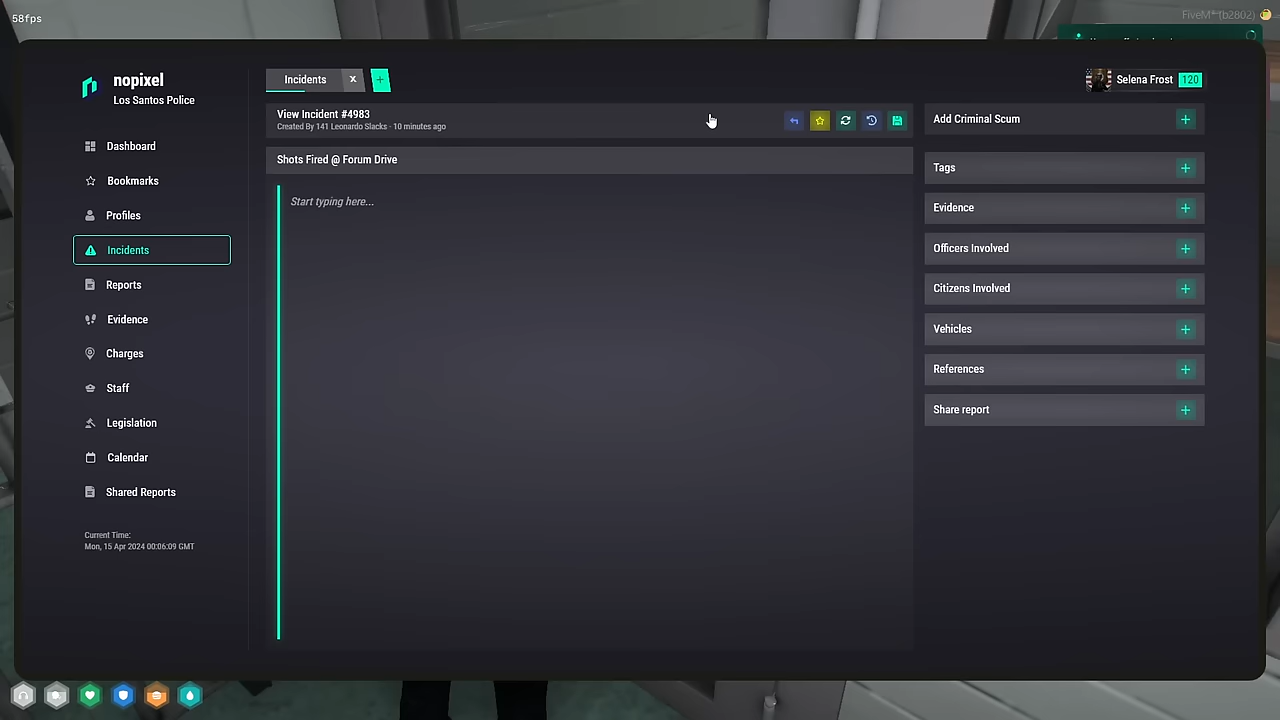 58fps
FiveM* (b2802)
nopixel
Los Santos Police
Incidents x +
Selena Frost 120
View Incident #4983
Created By 141 Leonardo Slacks · 10 minutes ago
Add Criminal Scum +
Shots Fired @ Forum Drive
Start typing here...
Dashboard
Bookmarks
Profiles
Incidents
Reports
Evidence
Charges
Staff
Legislation
Calendar
Shared Reports
Tags +
Evidence +
Officers Involved +
Citizens Involved +
Vehicles +
References +
Share report +
Current Time:
Mon, 15 Apr 2024 00:06:09 GMT